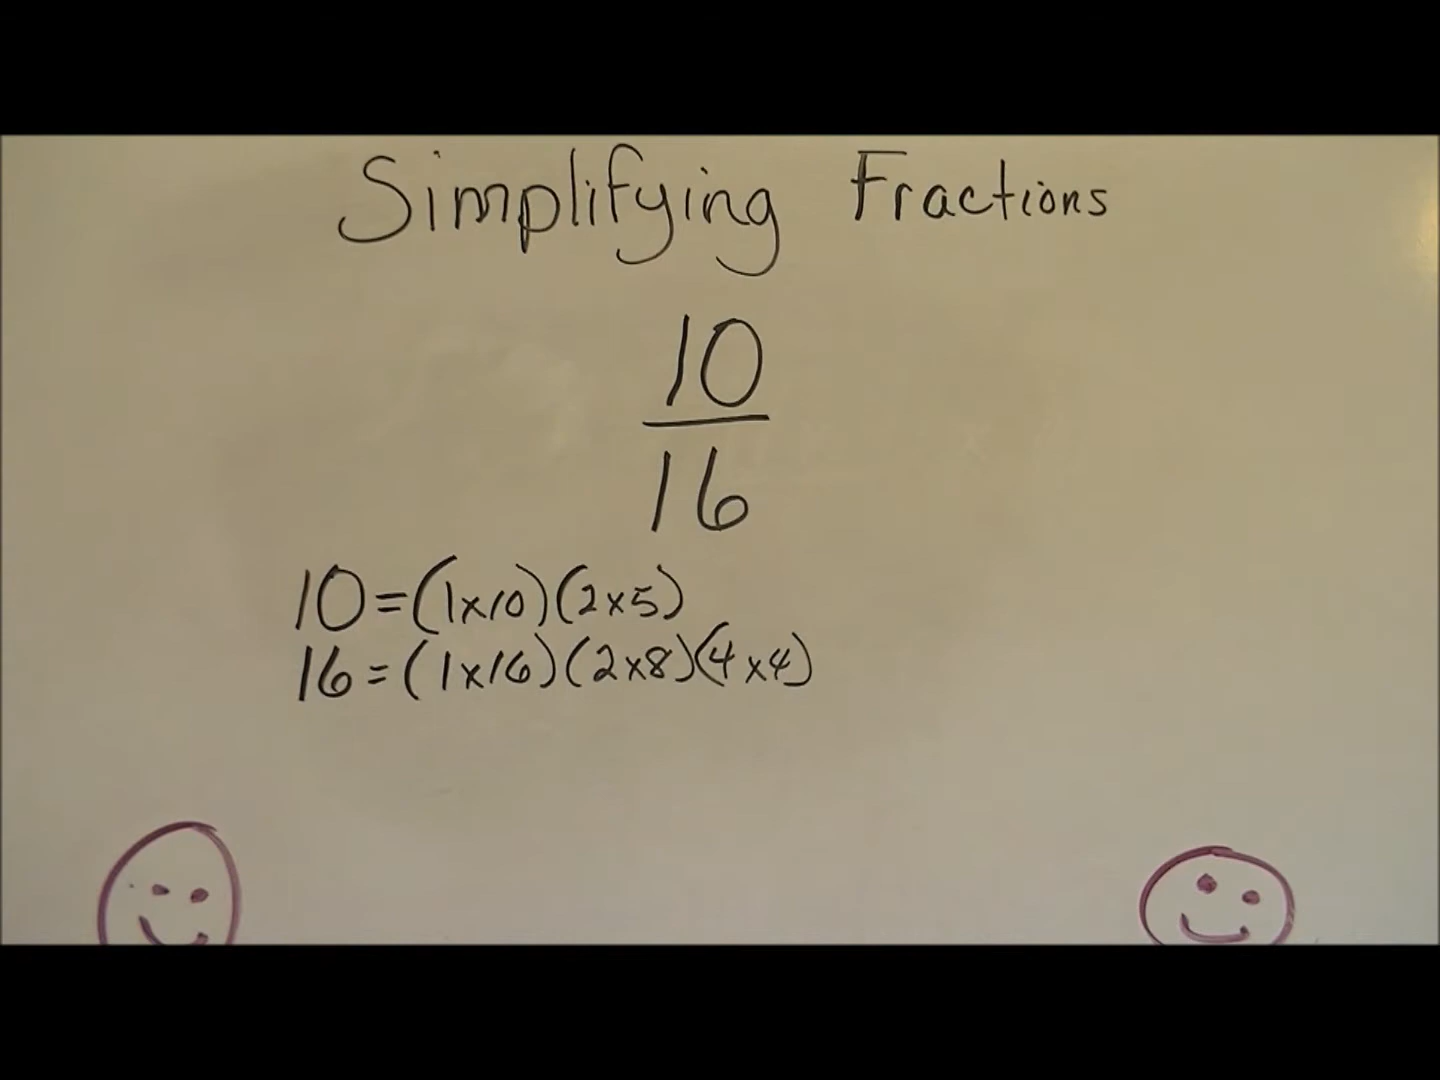 Simplifying Fractions
10
16
10=(1x10)(2x5)
16=(1x16)(2x8)(4x4)